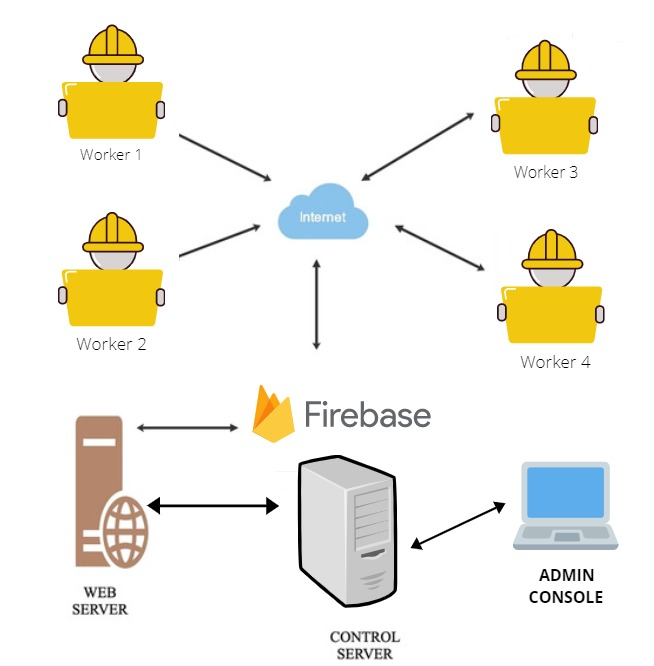 Worker 1
Worker 3
Internet
Worker 2
Worker 4
Firebase
WEB
SERVER
ADMIN
CONSOLE
CONTROL
SERVER